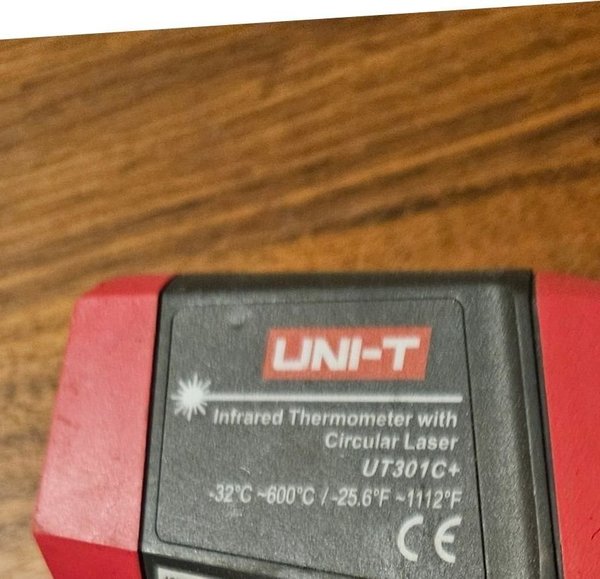 UNI-T
Infrared Thermometer with
Circular Laser
UT301C+
-32°C ~600°C / -25.6°F ~1112°F
CE